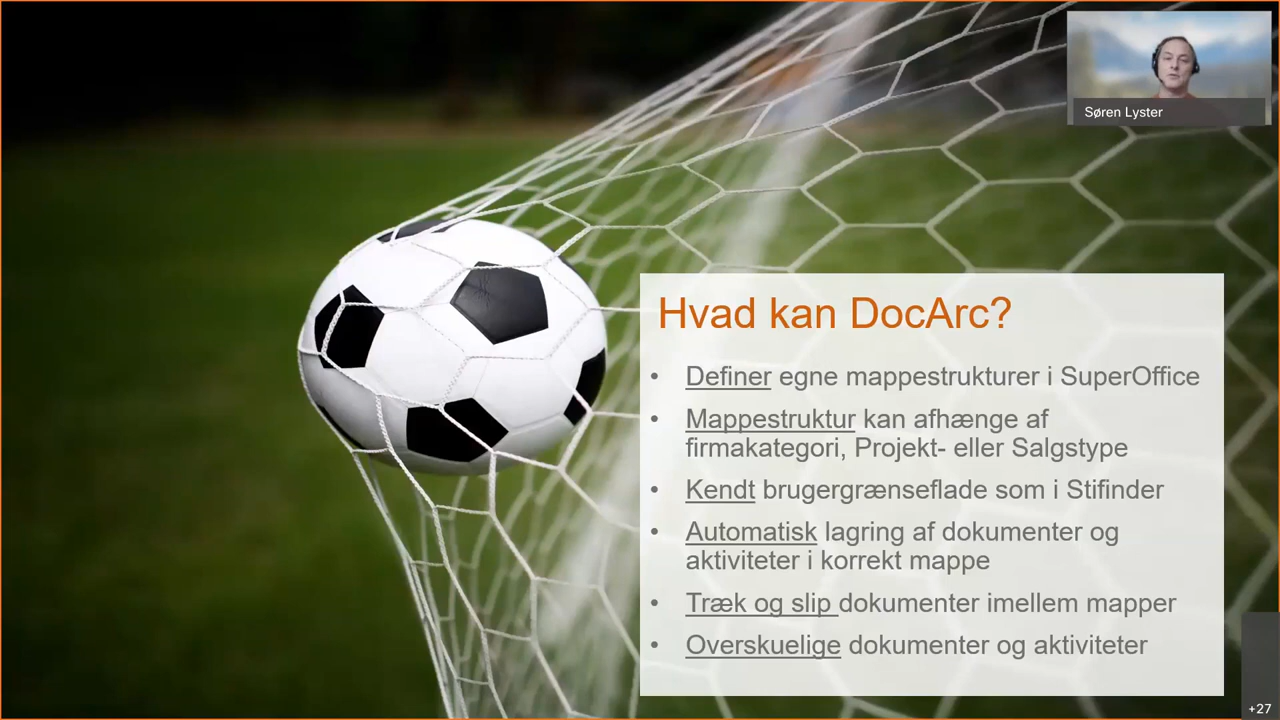 Søren Lyster
Hvad kan DocArc?
• Definer egne mappestrukturer i SuperOffice
• Mappestruktur kan afhænge af
firmakategori, Projekt- eller Salgstype
• Kendt brugergrænseflade som i Stifinder
• Automatisk lagring af dokumenter og
aktiviteter i korrekt mappe
• Træk og slip dokumenter imellem mapper
• Overskuelige dokumenter og aktiviteter
+27